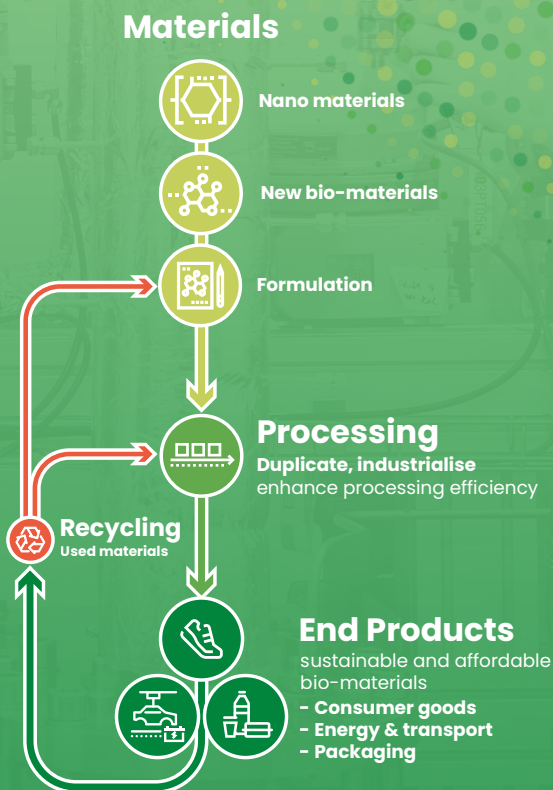 Materials
Nano materials
New bio-materials
Formulation
Processing
Duplicate, industrialise
enhance processing efficiency
Recycling
Used materials
End Products
sustainable and affordable
bio-materials
- Consumer goods
- Energy & transport
- Packaging